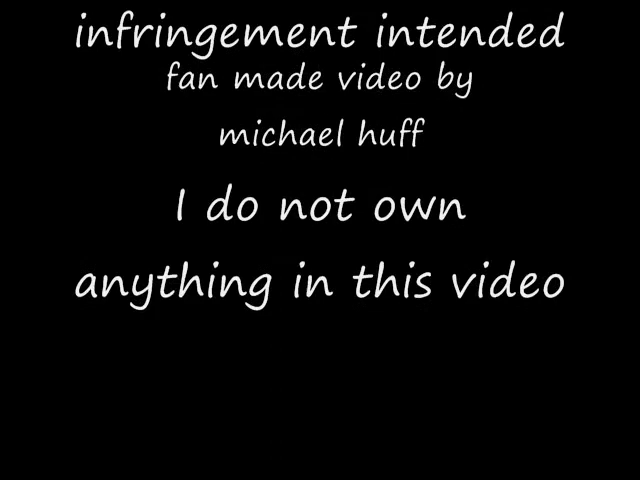 infringement intended
fan made video by
michael huff
I do not own
anything in this video